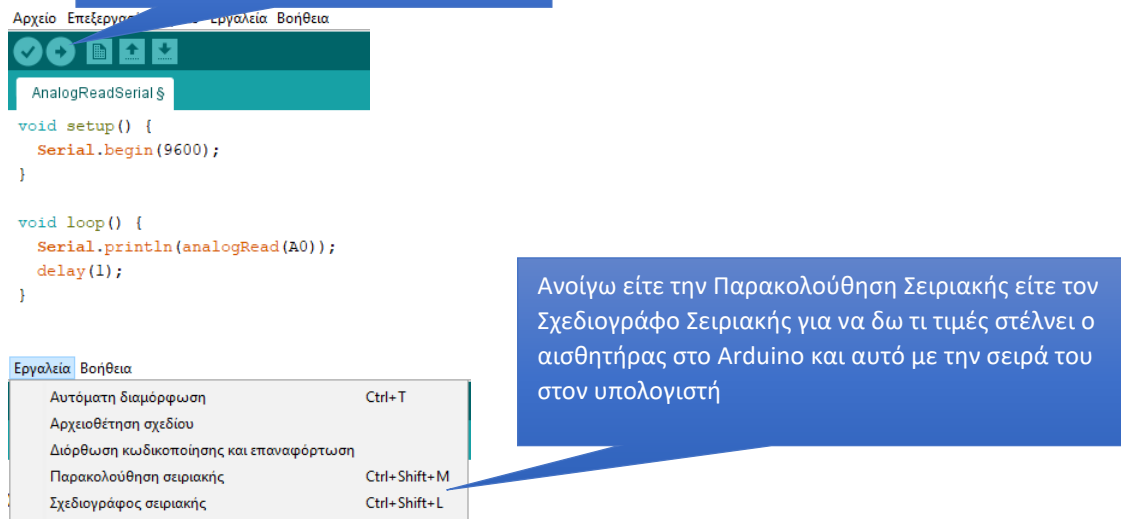 Αρχείο Επεξεργασ Εργαλεία Βοήθεια
AnalogReadSerial §
void setup() {
Serial.begin(9600);
}
void loop() {
Serial.println(analogRead(A0));
delay(1);
}
Ανοίγω είτε την Παρακολούθηση Σειριακής είτε τον
Σχεδιογράφο Σειριακής για να δω τι τιμές στέλνει ο
αισθητήρας στο Arduino και αυτό με την σειρά του
στον υπολογιστή
Εργαλεία Βοήθεια
Αυτόματη διαμόρφωση Ctrl+T
Αρχειοθέτηση σχεδίου
Διόρθωση κωδικοποίησης και επαναφόρτωση
Παρακολούθηση σειριακής Ctrl+Shift+M
Σχεδιογράφος σειριακής Ctrl+Shift+L